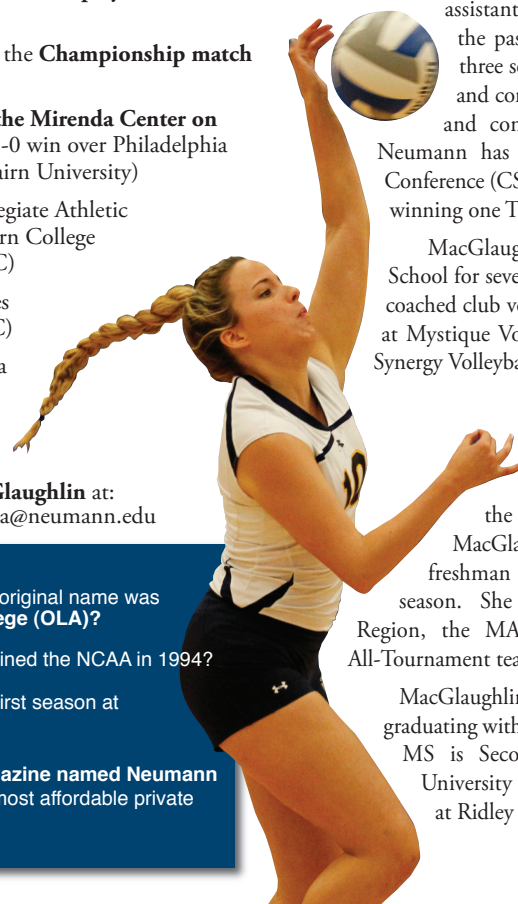 the Championship match
the Mirenda Center on
-0 win over Philadelphia
airn University)
egiate Athletic
rn College
C)
es
C)
a
Glaughlin at:
a@neumann.edu
original name was
ege (OLA)?
ined the NCAA in 1994?
irst season at
azine named Neumann
most affordable private
assistant
the pas
three se
and co
and con
Neumann has
Conference (CS
winning one T
MacGlaug
School for seve
coached club v
at Mystique Vo
Synergy Volleyba
10
the
MacGla
freshman
season. She
Region, the MA
All-Tournament tea
MacGlaughlin
graduating with
MS is Seco
University
at Ridley